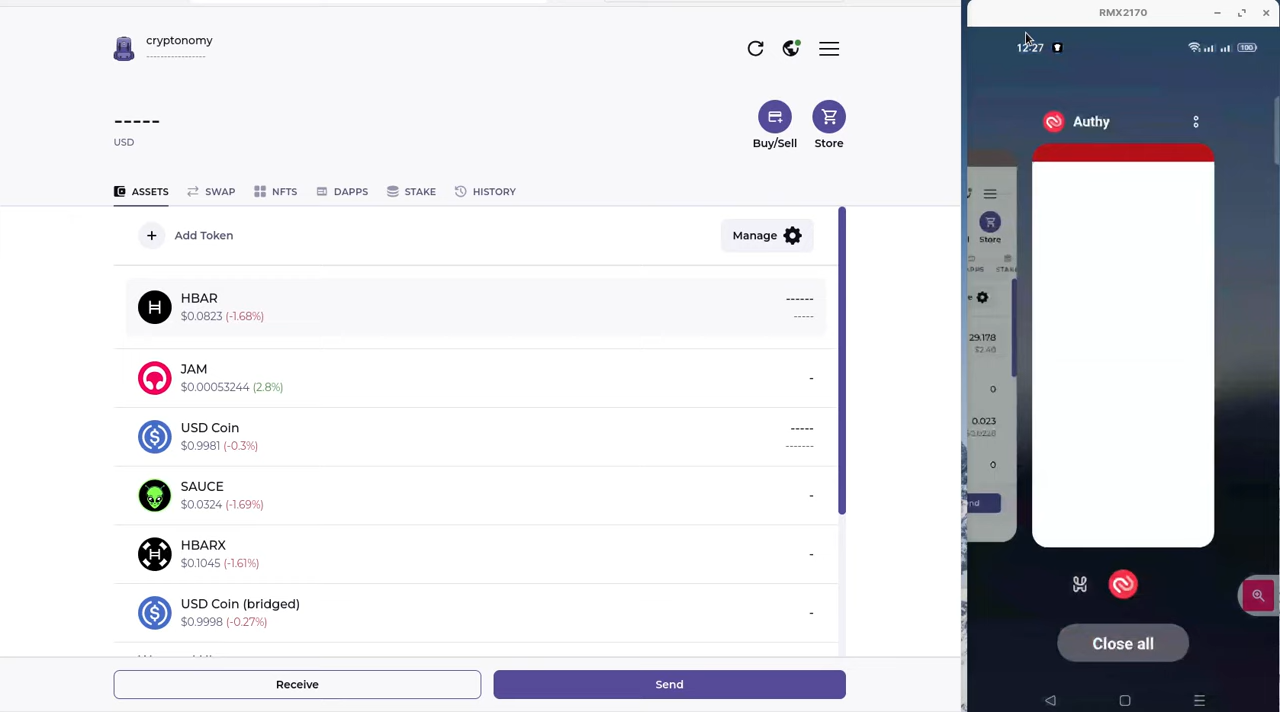 cryptonomy
-----------------
-----
USD
Buy/Sell
Store
ASSETS
SWAP
NFTS
DAPPS
STAKE
HISTORY
+ Add Token
Manage
HBAR
$0.0823 (-1.68%)
------
-----
JAM
$0.00053244 (2.8%)
-
USD Coin
$0.9981 (-0.3%)
-----
-------
SAUCE
$0.0324 (-1.69%)
-
HBARX
$0.1045 (-1.61%)
-
USD Coin (bridged)
$0.9998 (-0.27%)
-
Receive
Send
RMX2170
12:27
100
Authy
Store
29.178
$2.40
0
0.023
0
Close all